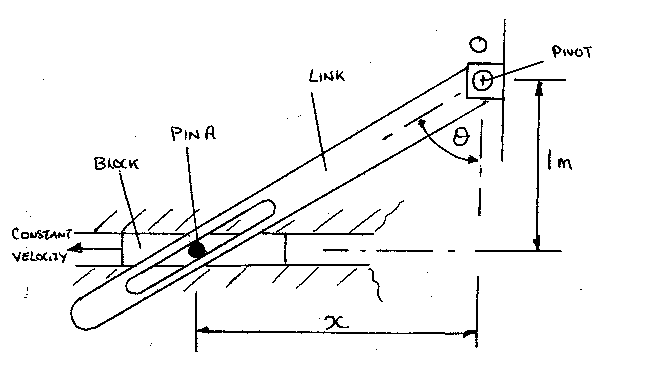 O
PIVOT
LINK
PIN A
θ
1m
BLOCK
CONSTANT
VELOCITY
x